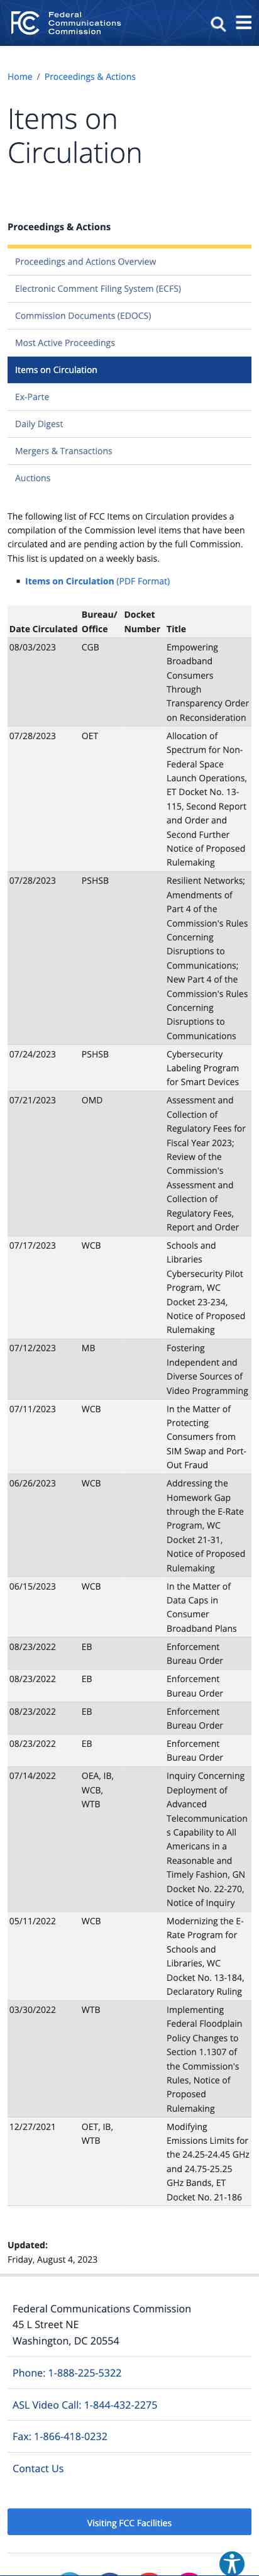 FCC Federal
Communications
Commission
Home / Proceedings & Actions
Items on
Circulation
Proceedings & Actions
Proceedings and Actions Overview
Electronic Comment Filing System (ECFS)
Commission Documents (EDOCS)
Most Active Proceedings
Items on Circulation
Ex-Parte
Daily Digest
Mergers & Transactions
Auctions
The following list of FCC Items on Circulation provides a
compilation of the Commission level items that have been
circulated and are pending action by the full Commission.
This list is updated on a weekly basis.
Items on Circulation (PDF Format)
Bureau/ Docket
Date Circulated Office Number Title
08/03/2023 CGB Empowering
Broadband
Consumers
Through
Transparency Order
on Reconsideration
07/28/2023 OET Allocation of
Spectrum for Non-
Federal Space
Launch Operations,
ET Docket No. 13-
115, Second Report
and Order and
Second Further
Notice of Proposed
Rulemaking
07/28/2023 PSHSB Resilient Networks;
Amendments of
Part 4 of the
Commission's Rules
Concerning
Disruptions to
Communications;
New Part 4 of the
Commission's Rules
Concerning
Disruptions to
Communications
07/24/2023 PSHSB Cybersecurity
Labeling Program
for Smart Devices
07/21/2023 OMD Assessment and
Collection of
Regulatory Fees for
Fiscal Year 2023;
Review of the
Commission's
Assessment and
Collection of
Regulatory Fees,
Report and Order
07/17/2023 WCB Schools and
Libraries
Cybersecurity Pilot
Program, WC
Docket 23-234,
Notice of Proposed
Rulemaking
07/12/2023 MB Fostering
Independent and
Diverse Sources of
Video Programming
07/11/2023 WCB In the Matter of
Protecting
Consumers from
SIM Swap and Port-
Out Fraud
06/26/2023 WCB Addressing the
Homework Gap
through the E-Rate
Program, WC
Docket 21-31,
Notice of Proposed
Rulemaking
06/15/2023 WCB In the Matter of
Data Caps in
Consumer
Broadband Plans
08/23/2022 EB Enforcement
Bureau Order
08/23/2022 EB Enforcement
Bureau Order
08/23/2022 EB Enforcement
Bureau Order
08/23/2022 EB Enforcement
Bureau Order
07/14/2022 OEA, IB, Inquiry Concerning
WCB, Deployment of
WTB Advanced
Telecommunication
s Capability to All
Americans in a
Reasonable and
Timely Fashion, GN
Docket No. 22-270,
Notice of Inquiry
05/11/2022 WCB Modernizing the E-
Rate Program for
Schools and
Libraries, WC
Docket No. 13-184,
Declaratory Ruling
03/30/2022 WTB Implementing
Federal Floodplain
Policy Changes to
Section 1.1307 of
the Commission's
Rules, Notice of
Proposed
Rulemaking
12/27/2021 OET, IB, Modifying
WTB Emissions Limits for
the 24.25-24.45 GHz
and 24.75-25.25
GHz Bands, ET
Docket No. 21-186
Updated:
Friday, August 4, 2023
Federal Communications Commission
45 L Street NE
Washington, DC 20554
Phone: 1-888-225-5322
ASL Video Call: 1-844-432-2275
Fax: 1-866-418-0232
Contact Us
Visiting FCC Facilities